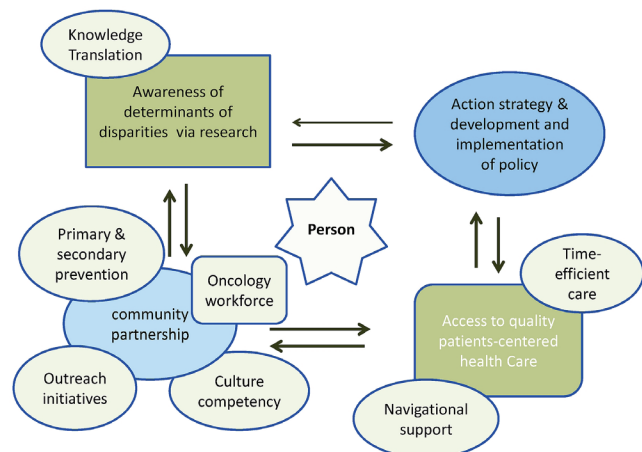 Knowledge
Translation
Awareness of
determinants of
disparities via research
Action strategy &
development and
implementation
of policy
Person
Primary &
secondary
prevention
Oncology
workforce
community
partnership
Outreach
initiatives
Culture
competency
Time-
efficient
care
Access to quality
patients-centered
health Care
Navigational
support